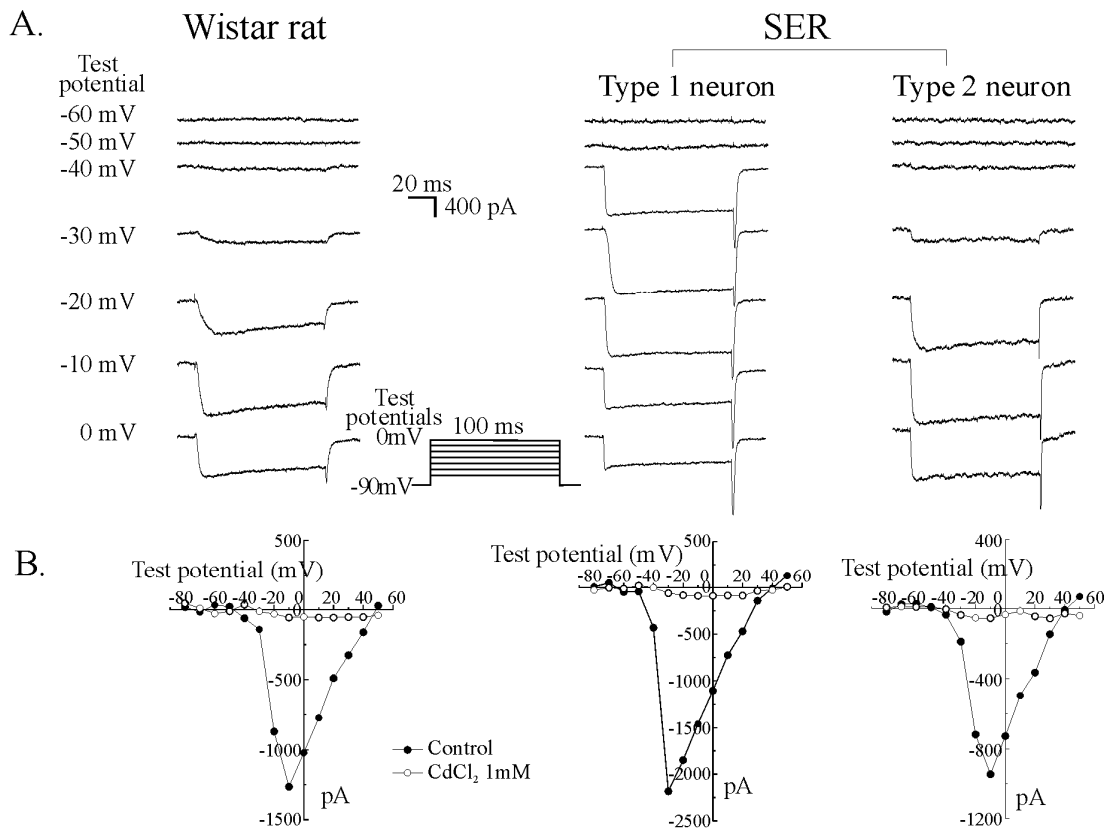 A.
Wistar rat
SER
Test
potential
Type 1 neuron
Type 2 neuron
-60 mV
-50 mV
-40 mV
20 ms
400 pA
-30 mV
-20 mV
-10 mV
Test
potentials
0mV
100 ms
0 mV
-90mV
B.
500
Test potential (mV)
-80 -60 -40 -20 0 20 40 60
-500
-1000
-1500
pA
Control
CdCl₂ 1mM
500
Test potential (mV)
-80 -60 -40 -20 0 20 40 60
-500
-1000
-1500
-2000
-2500
pA
400
Test potential (mV)
-80 -60 -40 -20 0 20 40 60
-400
-800
-1200
pA